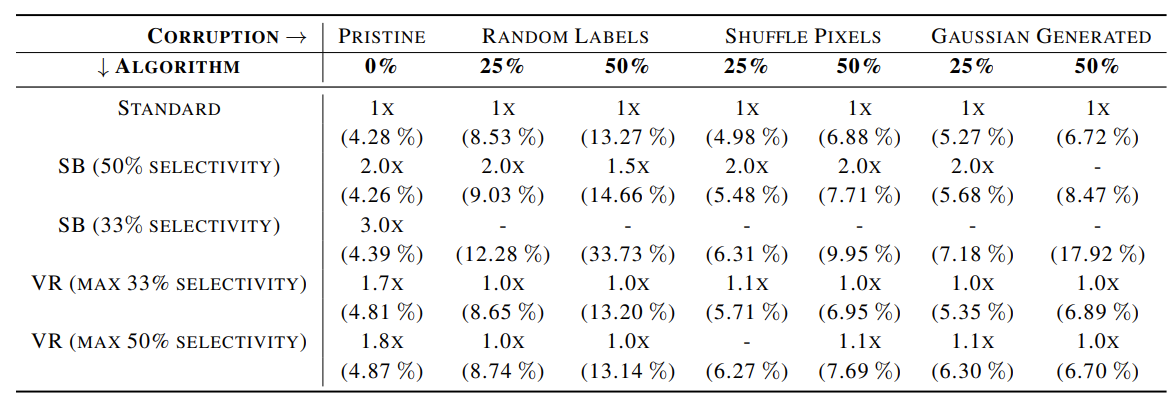 CORRUPTION → PRISTINE RANDOM LABELS SHUFFLE PIXELS GAUSSIAN GENERATED
↓ ALGORITHM 0% 25% 50% 25% 50% 25% 50%
STANDARD 1X 1X 1X 1X 1X 1X 1X
(4.28 %) (8.53 %) (13.27 %) (4.98 %) (6.88 %) (5.27 %) (6.72 %)
SB (50% SELECTIVITY) 2.0X 2.0X 1.5X 2.0X 2.0X 2.0X -
(4.26 %) (9.03 %) (14.66 %) (5.48 %) (7.71 %) (5.68 %) (8.47 %)
SB (33% SELECTIVITY) 3.0X - - - - - -
(4.39 %) (12.28 %) (33.73 %) (6.31 %) (9.95 %) (7.18 %) (17.92 %)
VR (MAX 33% SELECTIVITY) 1.7X 1.0X 1.0X 1.1X 1.0X 1.0X 1.0X
(4.81 %) (8.65 %) (13.20 %) (5.71 %) (6.95 %) (5.35 %) (6.89 %)
VR (MAX 50% SELECTIVITY) 1.8X 1.0X 1.0X - 1.1X 1.1X 1.0X
(4.87 %) (8.74 %) (13.14 %) (6.27 %) (7.69 %) (6.30 %) (6.70 %)